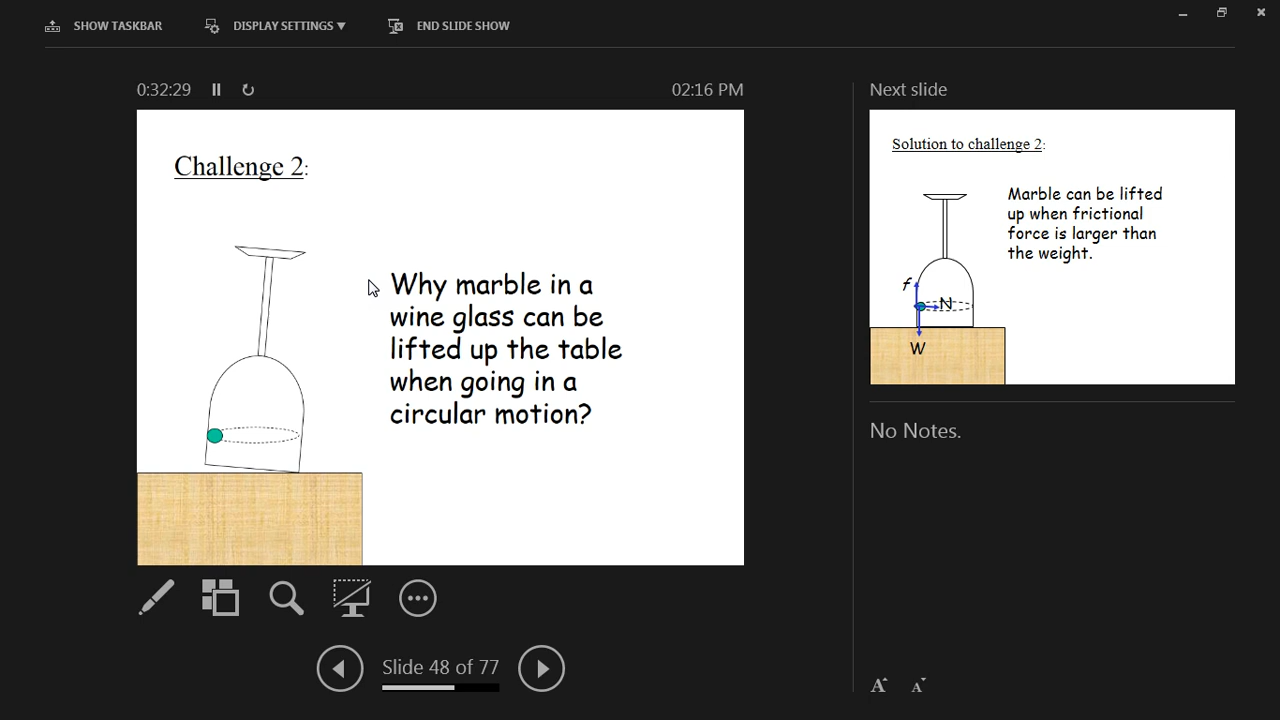 SHOW TASKBAR DISPLAY SETTINGS ▼ END SLIDE SHOW
0:32:29 02:16 PM
Challenge 2:
Why marble in a
wine glass can be
lifted up the table
when going in a
circular motion?
Slide 48 of 77
Next slide
Solution to challenge 2:
Marble can be lifted
up when frictional
force is larger than
the weight.
f
N
W
No Notes.
A A